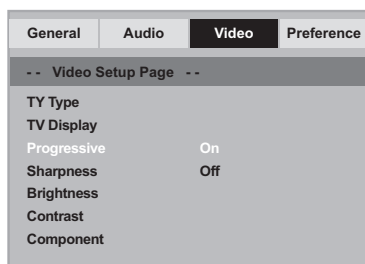 General Audio Video Preference
- - Video Setup Page - -
TY Type
TV Display
Progressive On
Sharpness Off
Brightness
Contrast
Component